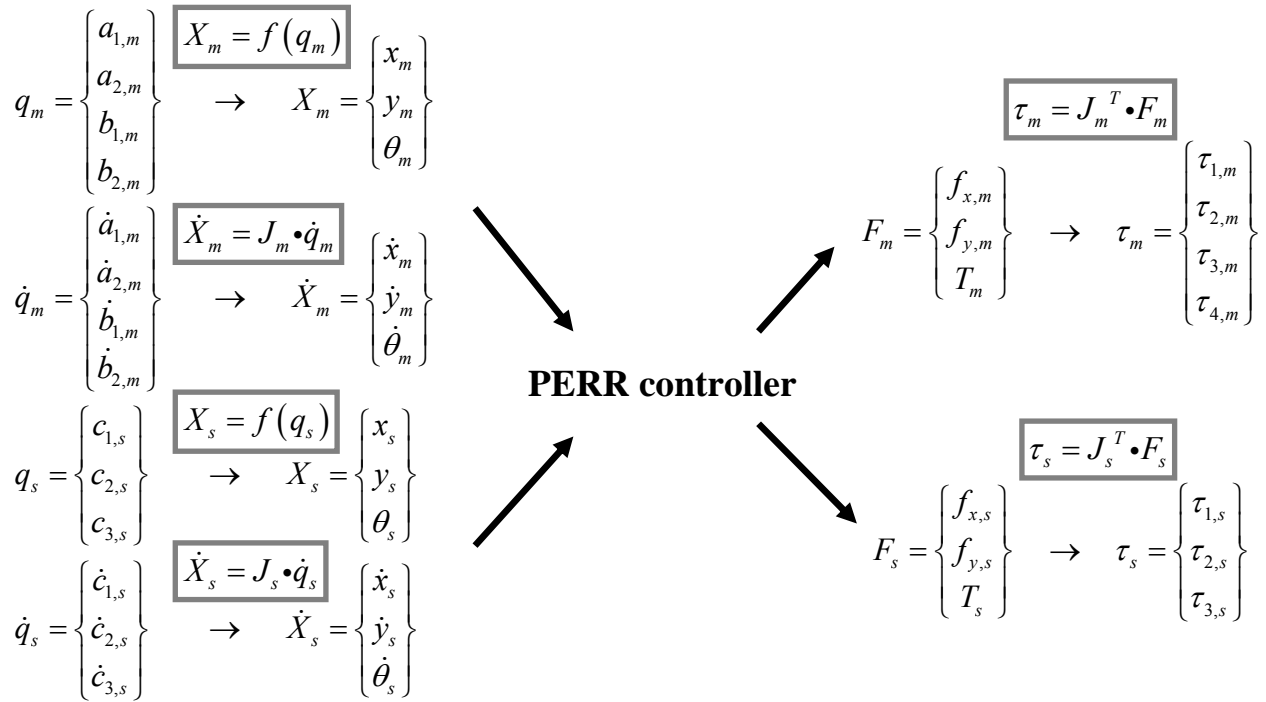 q_m = {a_{1,m} a_{2,m} b_{1,m} b_{2,m}} → X_m = {x_m y_m θ_m}
X_m = f(q_m)
q̇_m = {ȧ_{1,m} ȧ_{2,m} ḃ_{1,m} ḃ_{2,m}} → Ẋ_m = {ẋ_m ẏ_m θ̇_m}
Ẋ_m = J_m • q̇_m
q_s = {c_{1,s} c_{2,s} c_{3,s}} → X_s = {x_s y_s θ_s}
X_s = f(q_s)
q̇_s = {ċ_{1,s} ċ_{2,s} ċ_{3,s}} → Ẋ_s = {ẋ_s ẏ_s θ̇_s}
Ẋ_s = J_s • q̇_s
PERR controller
τ_m = J_m^T • F_m
F_m = {f_{x,m} f_{y,m} T_m} → τ_m = {τ_{1,m} τ_{2,m} τ_{3,m} τ_{4,m}}
τ_s = J_s^T • F_s
F_s = {f_{x,s} f_{y,s} T_s} → τ_s = {τ_{1,s} τ_{2,s} τ_{3,s}}